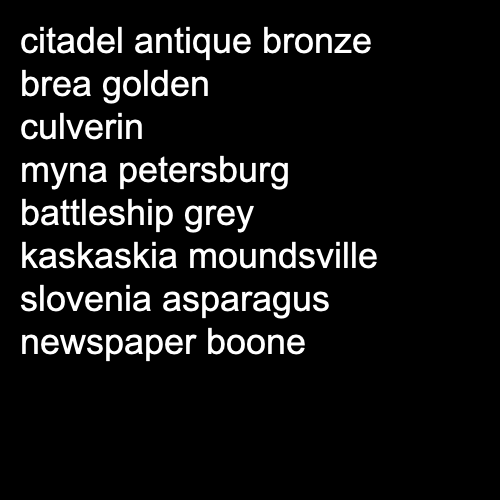 citadel antique bronze
brea golden
culverin
myna petersburg
battleship grey
kaskaskia moundsville
slovenia asparagus
newspaper boone